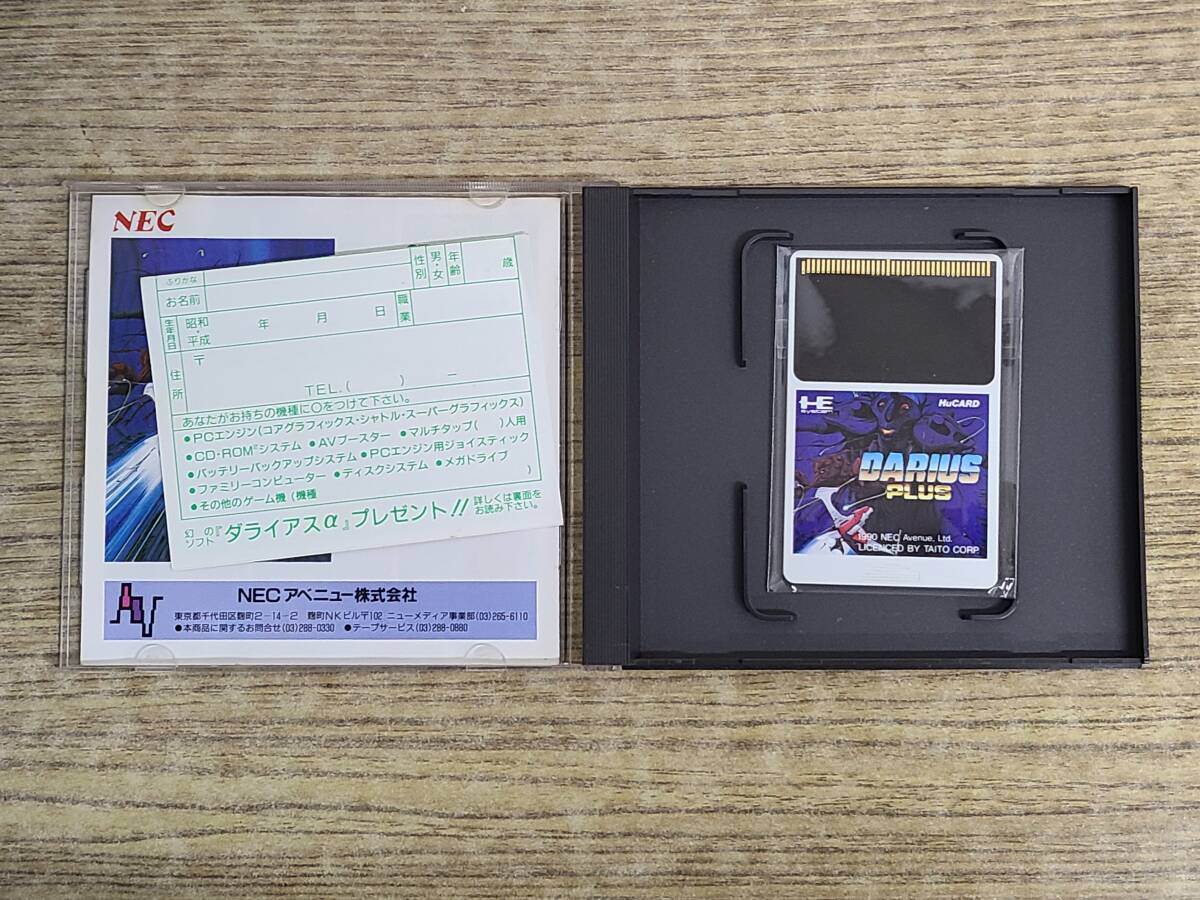 NEC
ふりかな
お名前
性別
男・女
年齢
歳
生年月日
昭和・平成
年 月 日
職業
住所
〒
TEL.( ) −
あなたがお持ちの機種に○をつけて下さい。
●PCエンジン(コアグラフィックス・シャトル・スーパーグラフィックス)
●CD-ROM²システム ●AVブースター ●マルチタップ( )人用
●バッテリーバックアップシステム ●PCエンジン用ジョイスティック
●ファミリーコンピューター ●ディスクシステム ●メガドライブ
●その他のゲーム機(機種 )
幻のソフト『ダライアスα』プレゼント!! 詳しくは裏面をお読み下さい。
NECアベニュー株式会社
東京都千代田区麹町2-14-2 麹町NKビル〒102 ニューメディア事業部(03)265-6110
●本商品に関するお問合せ(03)288-0330 ●テープサービス(03)288-0880
HE system
HuCARD
DARIUS
PLUS
1990 NEC Avenue, Ltd.
LICENCED BY TAITO CORP.